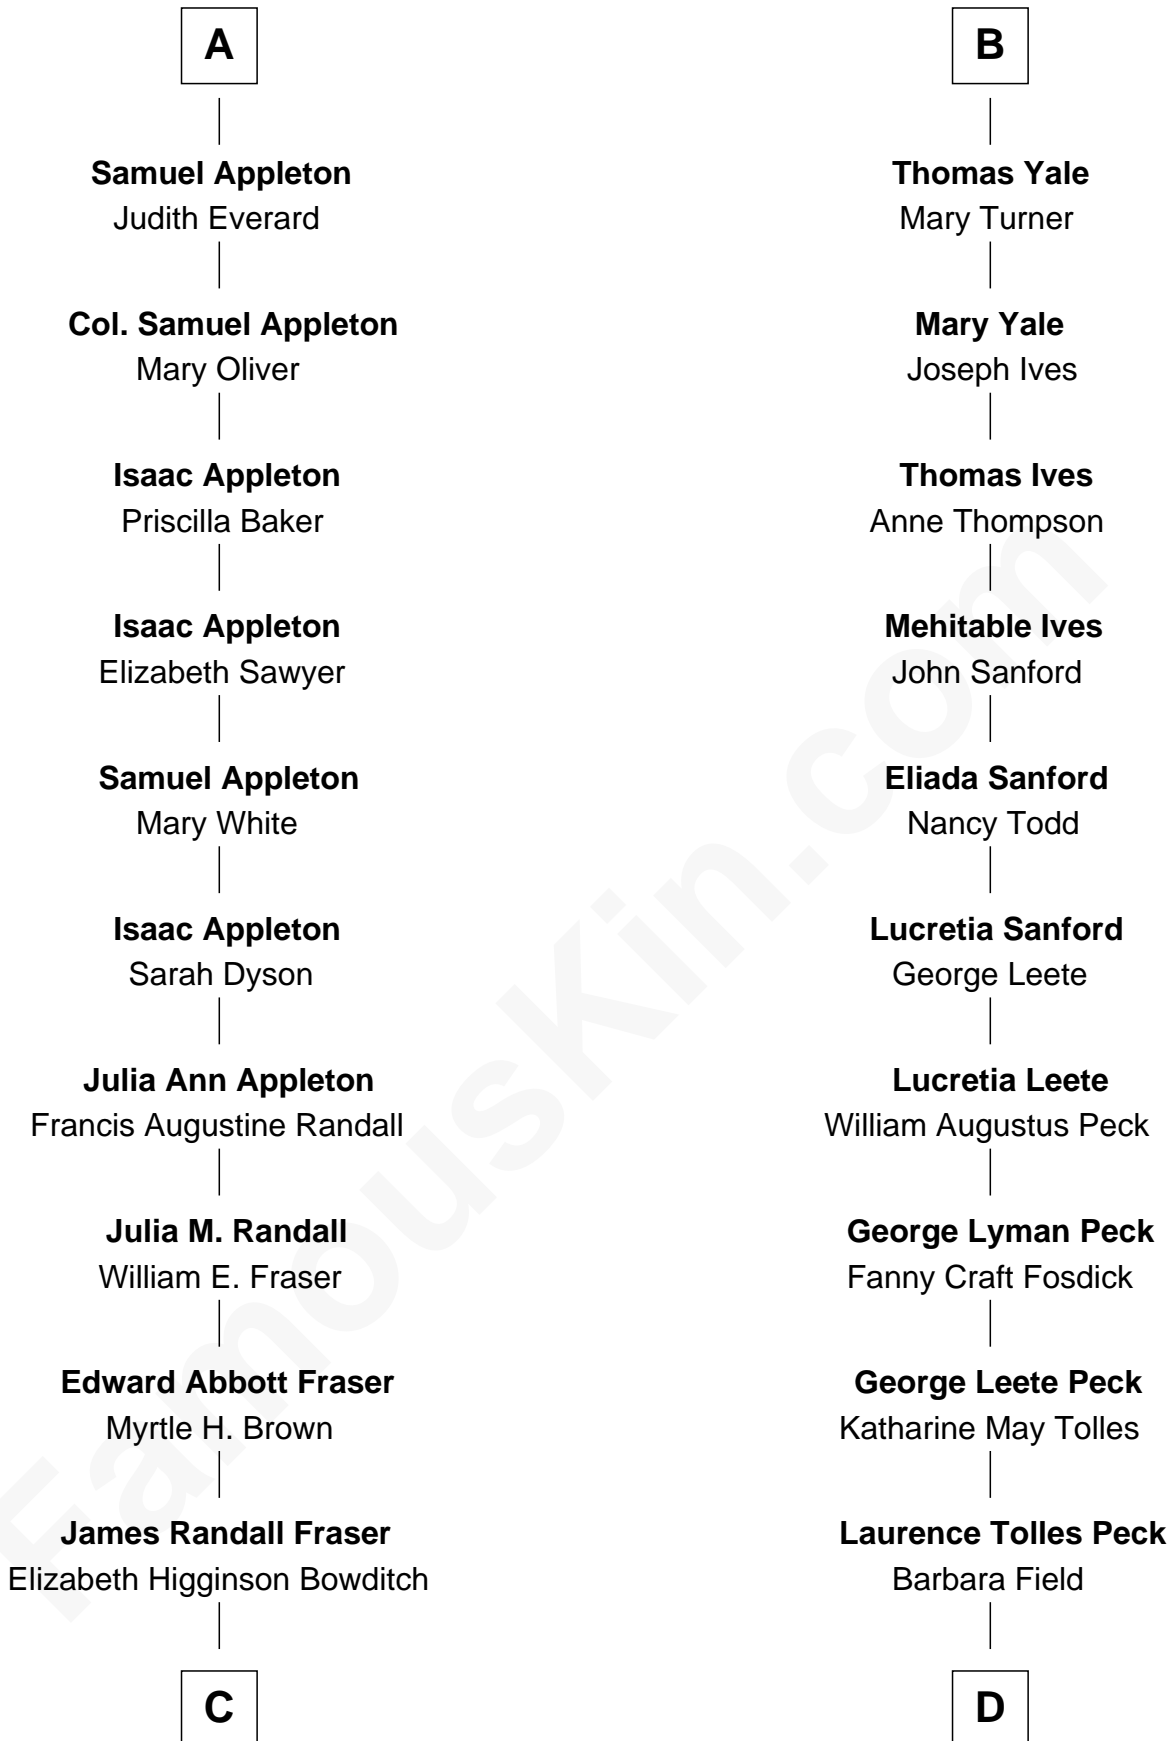 A
Samuel Appleton
Judith Everard
Col. Samuel Appleton
Mary Oliver
Isaac Appleton
Priscilla Baker
Isaac Appleton
Elizabeth Sawyer
Samuel Appleton
Mary White
Isaac Appleton
Sarah Dyson
Julia Ann Appleton
Francis Augustine Randall
Julia M. Randall
William E. Fraser
Edward Abbott Fraser
Myrtle H. Brown
James Randall Fraser
Elizabeth Higginson Bowditch
C
B
Thomas Yale
Mary Turner
Mary Yale
Joseph Ives
Thomas Ives
Anne Thompson
Mehitable Ives
John Sanford
Eliada Sanford
Nancy Todd
Lucretia Sanford
George Leete
Lucretia Leete
William Augustus Peck
George Lyman Peck
Fanny Craft Fosdick
George Leete Peck
Katharine May Tolles
Laurence Tolles Peck
Barbara Field
D
FamousKin.com